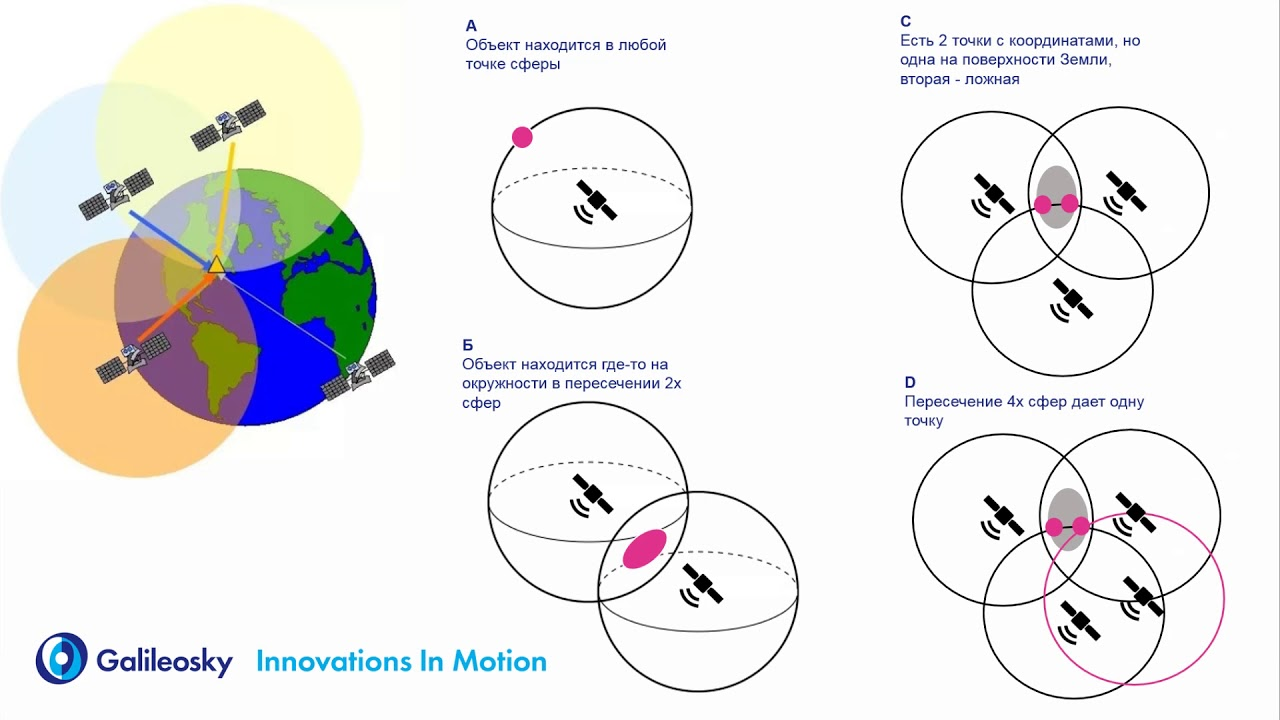 А
Объект находится в любой
точке сферы
Б
Объект находится где-то на
окружности в пересечении 2х
сфер
C
Есть 2 точки с координатами, но
одна на поверхности Земли,
вторая - ложная
D
Пересечение 4х сфер дает одну
точку
Galileosky Innovations In Motion